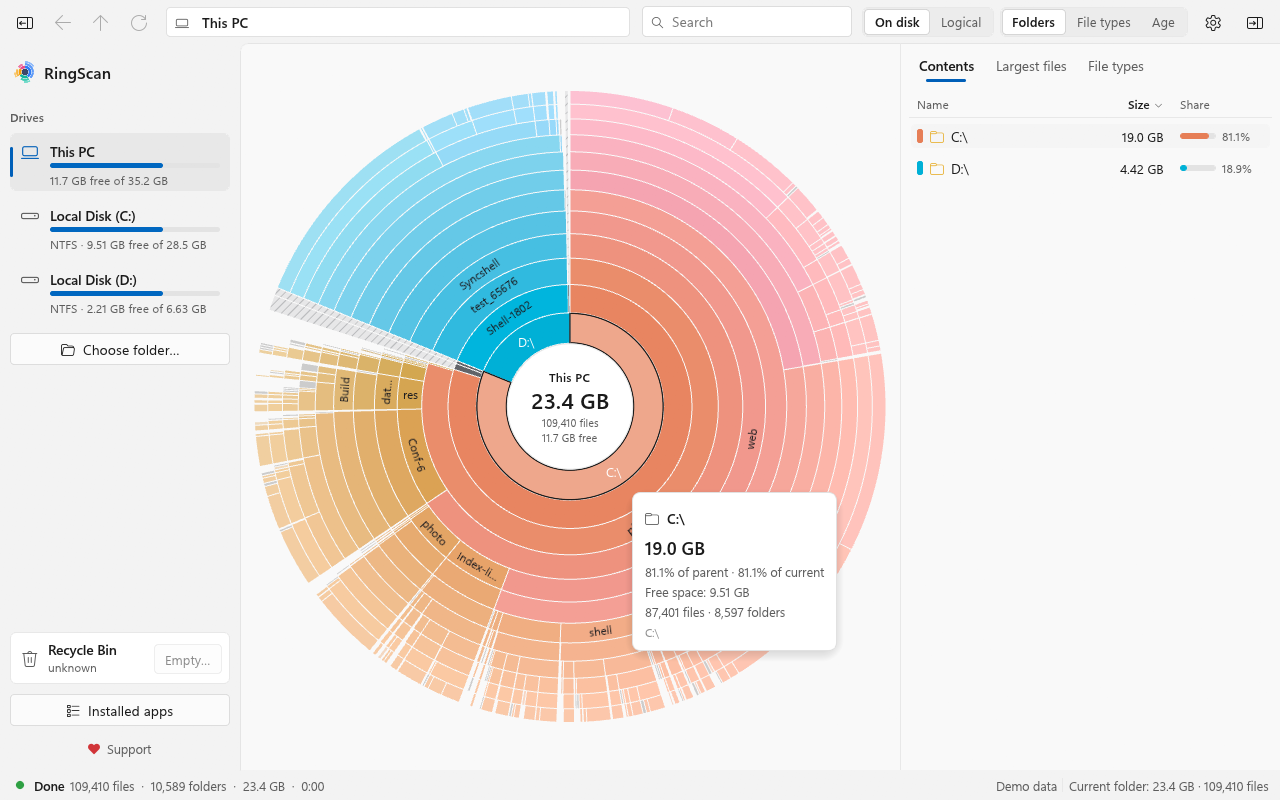 This PC
Search
On disk
Logical
Folders
File types
Age
RingScan
Drives
This PC
11.7 GB free of 35.2 GB
Local Disk (C:)
NTFS · 9.51 GB free of 28.5 GB
Local Disk (D:)
NTFS · 2.21 GB free of 6.63 GB
Choose folder...
Recycle Bin
unknown
Empty...
Installed apps
Support
Syncshell
test_65676
Shell-1802
D:\
This PC
23.4 GB
109,410 files
11.7 GB free
C:\
web
Build
dat...
res
Conf-6
photo
Index-li...
shell
C:\
19.0 GB
81.1% of parent · 81.1% of current
Free space: 9.51 GB
87,401 files · 8,597 folders
C:\
Contents
Largest files
File types
Name
Size
Share
C:\
19.0 GB
81.1%
D:\
4.42 GB
18.9%
Done 109,410 files · 10,589 folders · 23.4 GB · 0:00
Demo data
Current folder: 23.4 GB · 109,410 files